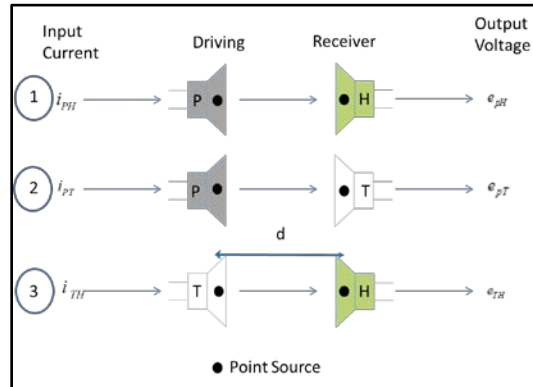 Input Current
Driving
Receiver
Output Voltage
1
i_PH
P
H
e_pH
2
i_PT
P
T
e_pT
d
3
i_TH
T
H
e_TH
Point Source